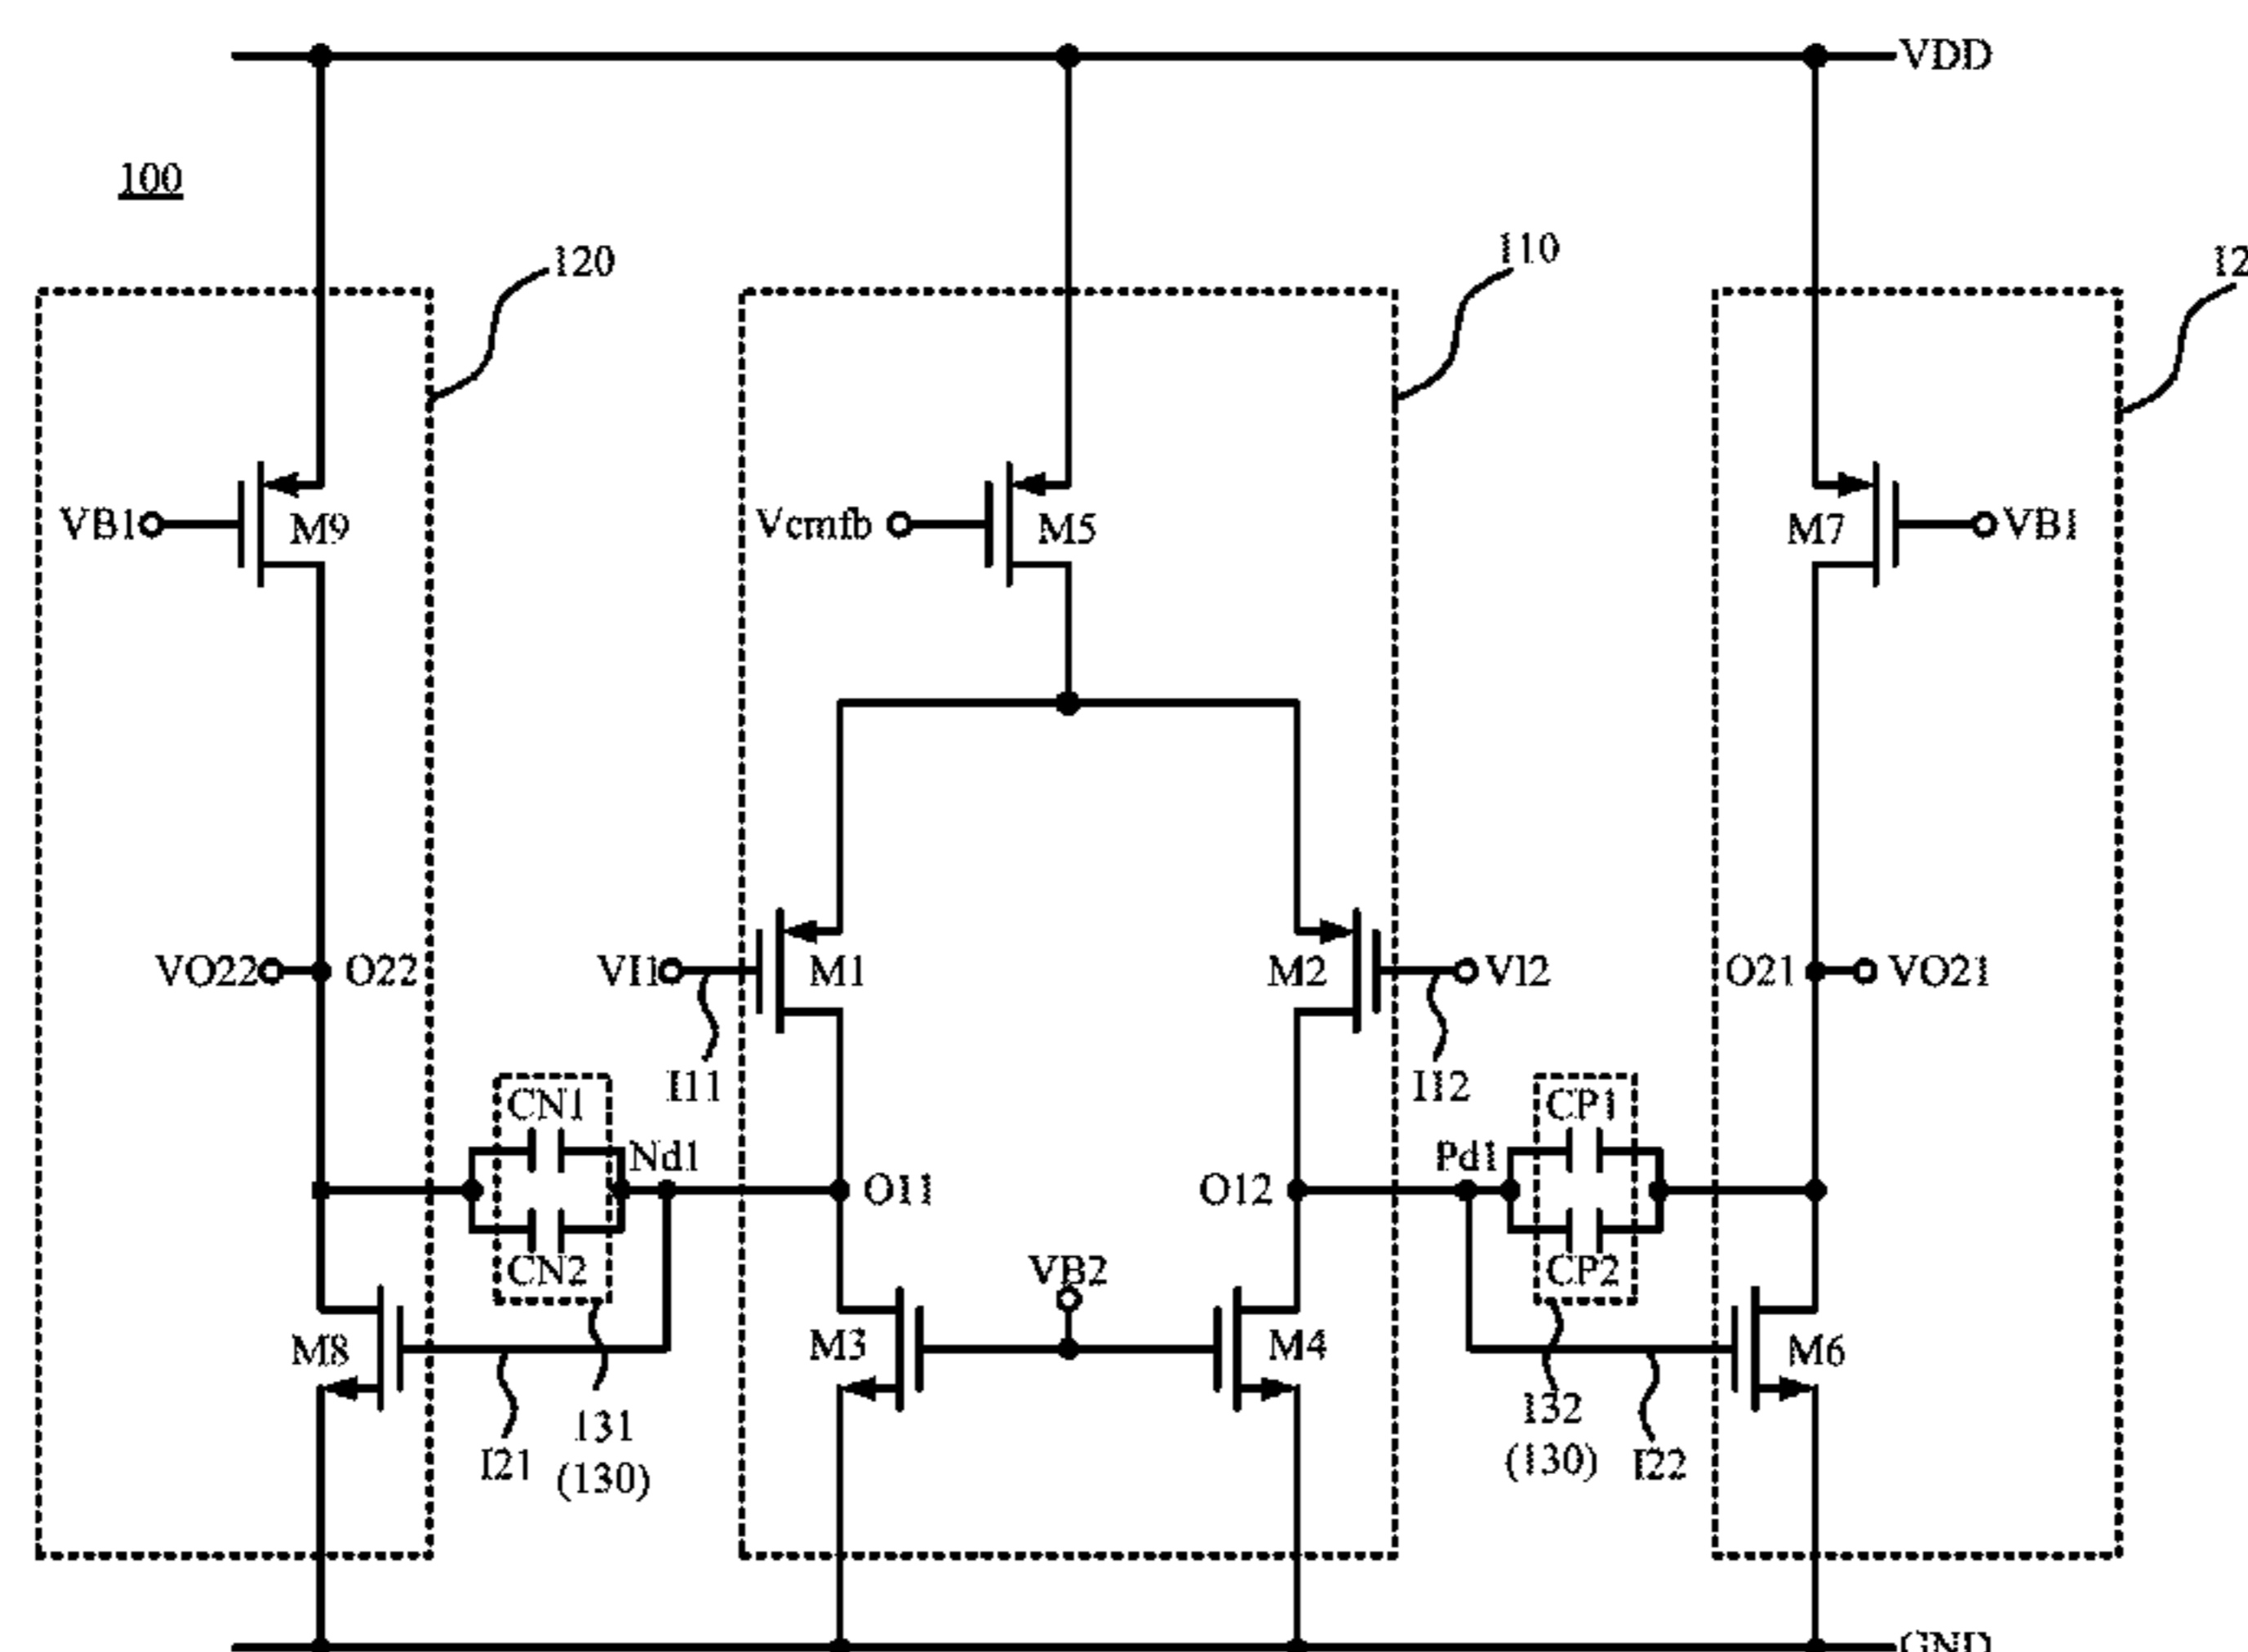 VDD
100
120
110
12
VB1
M9
Vcmfb
M5
M7
VB1
VO22
O22
VI1
M1
M2
VI2
O21
VO21
I11
I12
CN1
CP1
Nd1
Pd1
O11
O12
CN2
VB2
CP2
M8
M3
M4
M6
I21
131
(130)
132
(130)
I22
GND